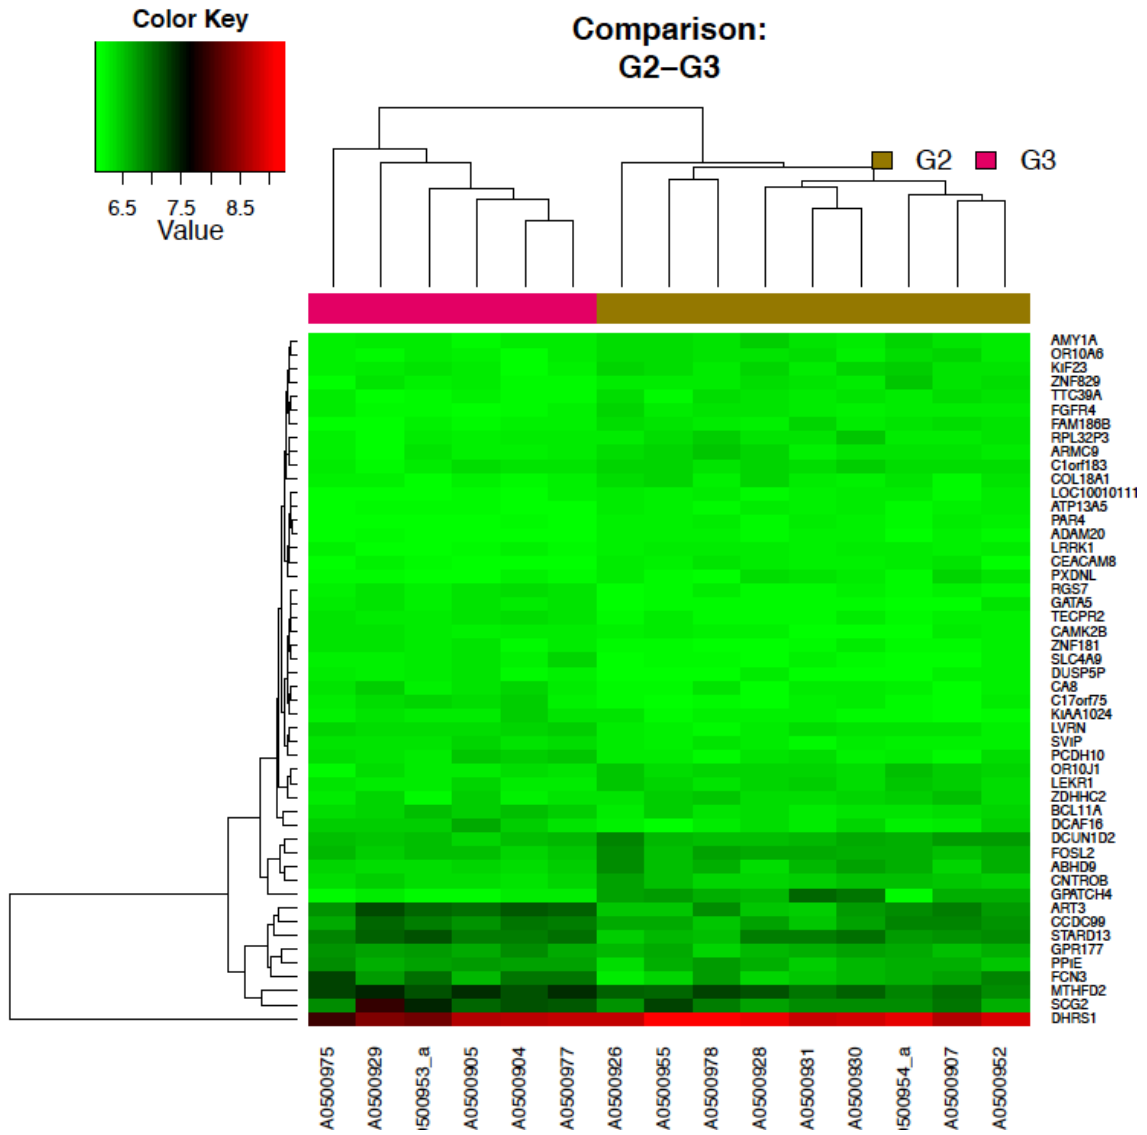 Color Key
Comparison:
G2–G3
G2 G3
6.5 7.5 8.5
Value
AMY1A
OR10A6
KIF23
ZNF829
TTC39A
FGFR4
FAM186B
RPL32P3
ARMC9
C1orf183
COL18A1
LOC10010111
ATP13A5
PAR4
ADAM20
LRRK1
CEACAM8
PXDNL
RGS7
GATA5
TECPR2
CAMK2B
ZNF181
SLC4A9
DUSP5P
CA8
C17orf75
KIAA1024
LVRN
SVIP
PCDH10
OR10J1
LEKR1
ZDHHC2
BCL11A
DCAF16
DCUN1D2
FOSL2
ABHD9
CNTROB
GPATCH4
ART3
CCDC99
STARD13
GPR177
PPIE
FCN3
MTHFD2
SCG2
DHRS1
A0500975
A0500929
0500953_a
A0500905
A0500904
A0500977
A0500926
A0500955
A0500978
A0500928
A0500931
A0500930
0500954_a
A0500907
A0500952